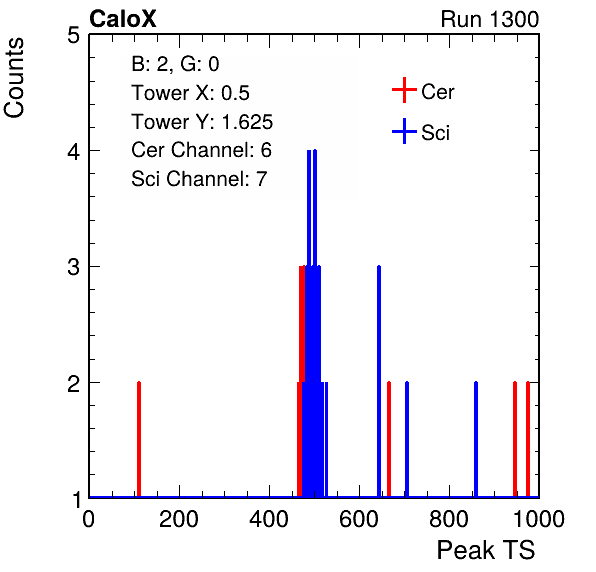 CaloX Run 1300
Counts
B: 2, G: 0
Tower X: 0.5
Tower Y: 1.625
Cer Channel: 6
Sci Channel: 7
Cer
Sci
5
4
3
2
1
0 200 400 600 800 1000
Peak TS